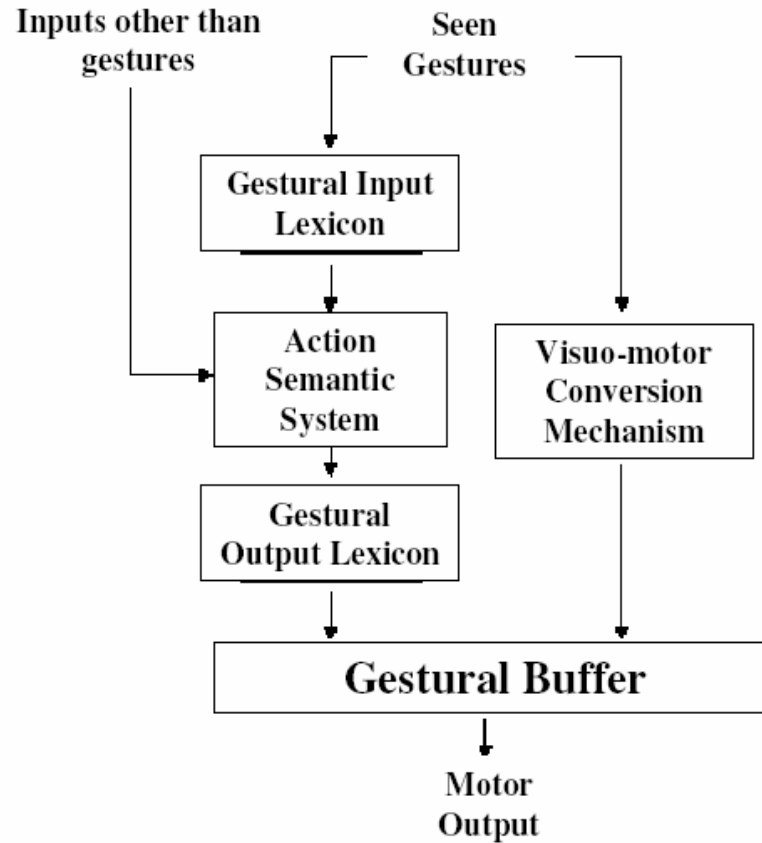 Inputs other than
gestures
Seen
Gestures
Gestural Input
Lexicon
Action
Semantic
System
Visuo-motor
Conversion
Mechanism
Gestural
Output Lexicon
Gestural Buffer
Motor
Output